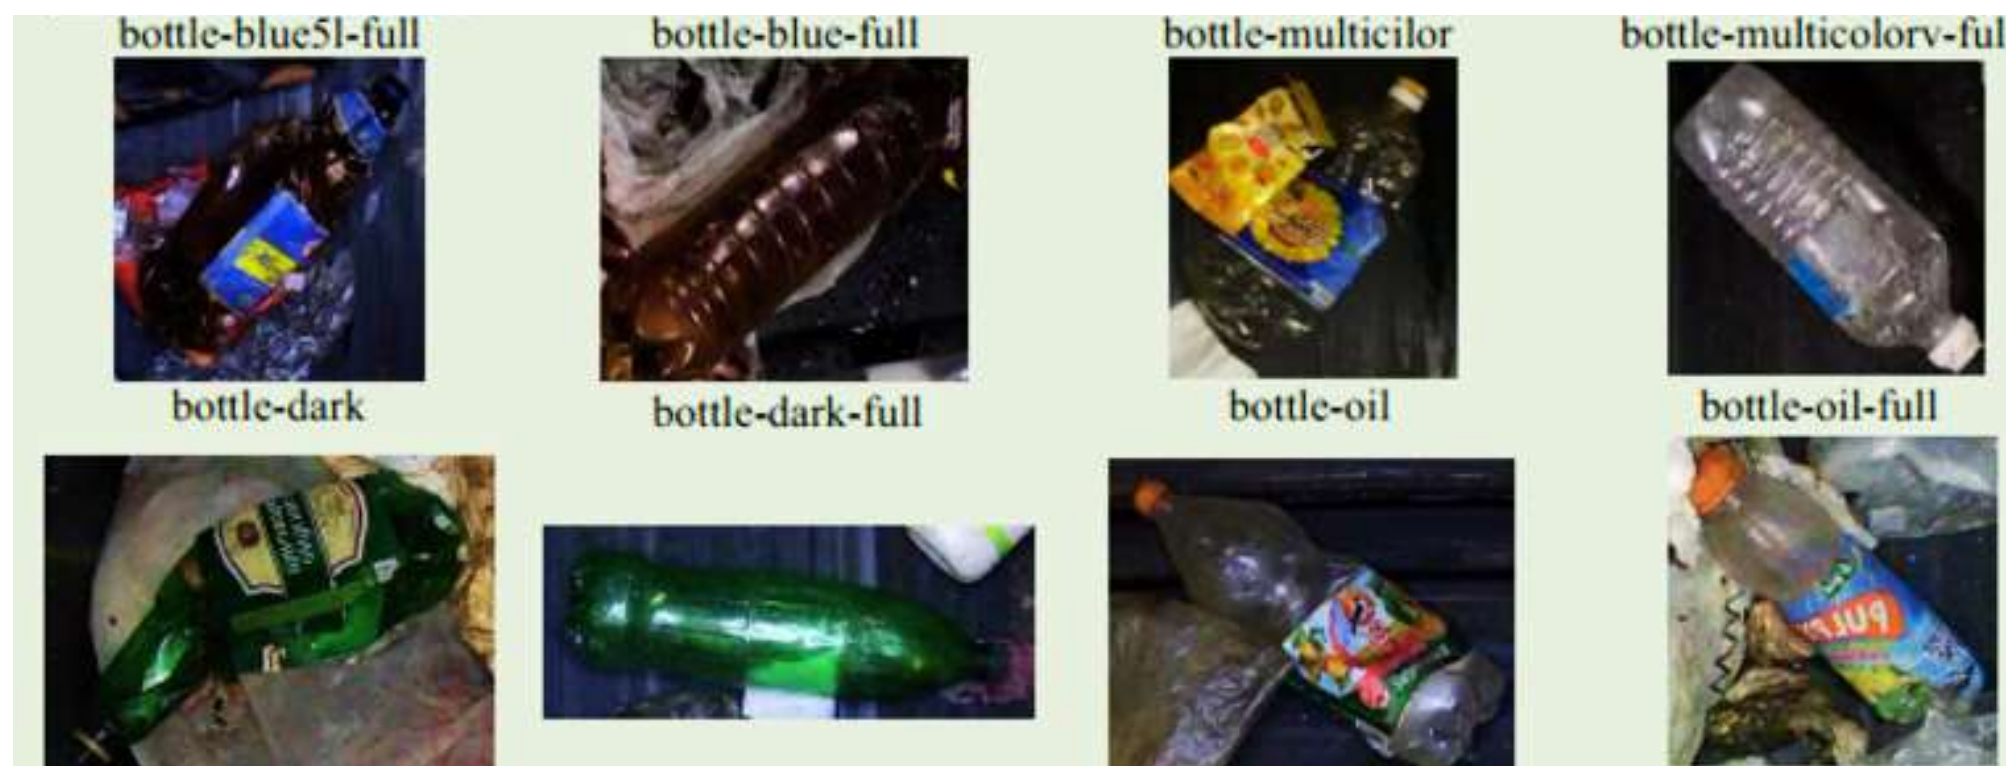 bottle-blue5l-full
bottle-blue-full
bottle-multicilor
bottle-multicolorv-ful
bottle-dark
bottle-dark-full
bottle-oil
bottle-oil-full
PULPY